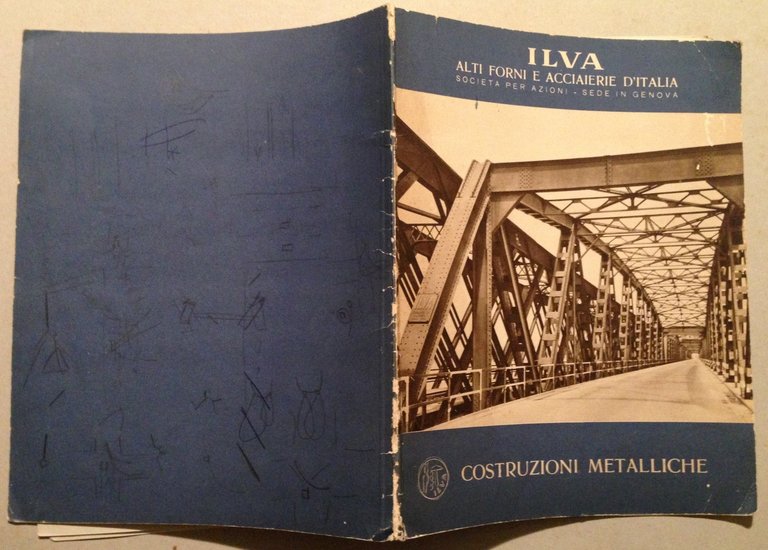 ILVA
ALTI FORNI E ACCIAIERIE D'ITALIA
SOCIETÀ PER AZIONI - SEDE IN GENOVA
COSTRUZIONI METALLICHE